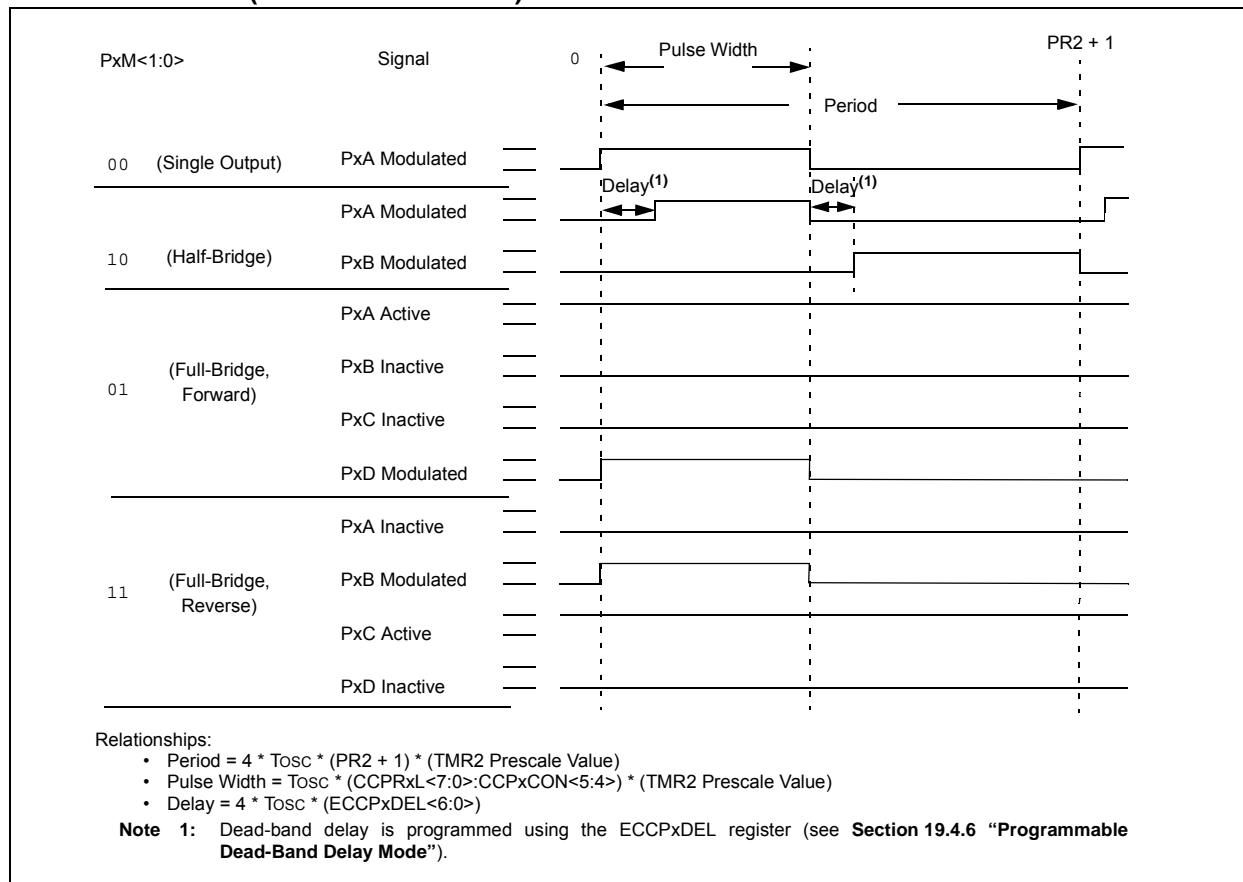 PxM<1:0> Signal 0 Pulse Width PR2 + 1
Period
00 (Single Output) PxA Modulated
Delay(1) Delay(1)
PxA Modulated
10 (Half-Bridge) PxB Modulated
PxA Active
01 (Full-Bridge, Forward) PxB Inactive
PxC Inactive
PxD Modulated
PxA Inactive
11 (Full-Bridge, Reverse) PxB Modulated
PxC Active
PxD Inactive
Relationships:
• Period = 4 * TOSC * (PR2 + 1) * (TMR2 Prescale Value)
• Pulse Width = TOSC * (CCPRxL<7:0>:CCPxCON<5:4>) * (TMR2 Prescale Value)
• Delay = 4 * TOSC * (ECCPxDEL<6:0>)
Note 1: Dead-band delay is programmed using the ECCPxDEL register (see Section 19.4.6 “Programmable
Dead-Band Delay Mode”).